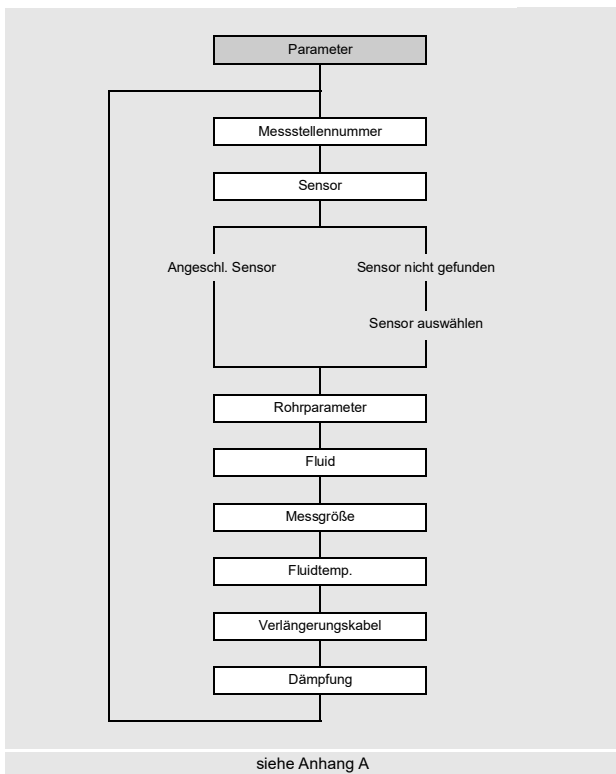 Parameter
Messstellennummer
Sensor
Angeschl. Sensor
Sensor nicht gefunden
Sensor auswählen
Rohrparameter
Fluid
Messgröße
Fluidtemp.
Verlängerungskabel
Dämpfung
siehe Anhang A